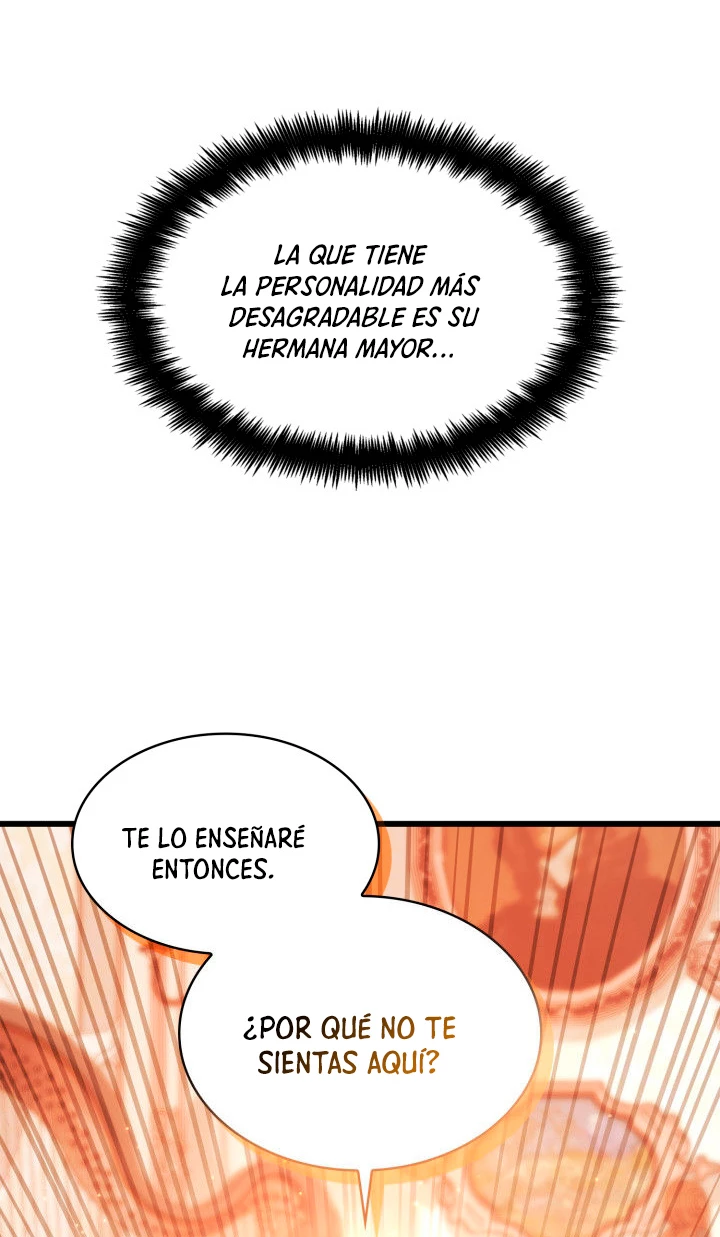 LA QUE TIENE
LA PERSONALIDAD MÁS
DESAGRADABLE ES SU
HERMANA MAYOR...
TE LO ENSEÑARÉ
ENTONCES.
¿POR QUÉ NO TE
SIENTAS AQUÍ?